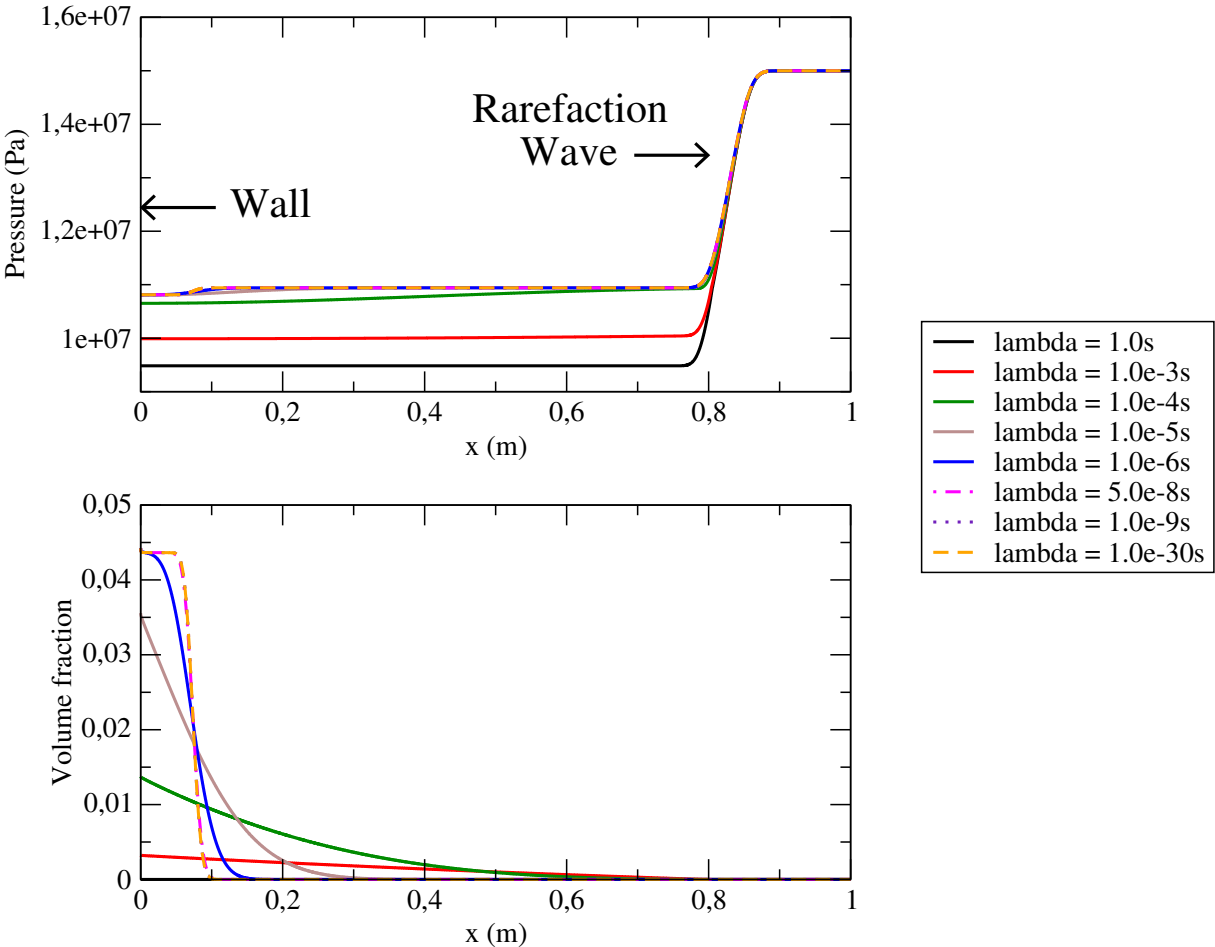 1,6e+07
1,4e+07
1,2e+07
1e+07
Pressure (Pa)
Rarefaction
Wave
Wall
0
0,2
0,4
0,6
0,8
1
x (m)
0,05
0,04
0,03
0,02
0,01
0
Volume fraction
0
0,2
0,4
0,6
0,8
1
x (m)
lambda = 1.0s
lambda = 1.0e-3s
lambda = 1.0e-4s
lambda = 1.0e-5s
lambda = 1.0e-6s
lambda = 5.0e-8s
lambda = 1.0e-9s
lambda = 1.0e-30s